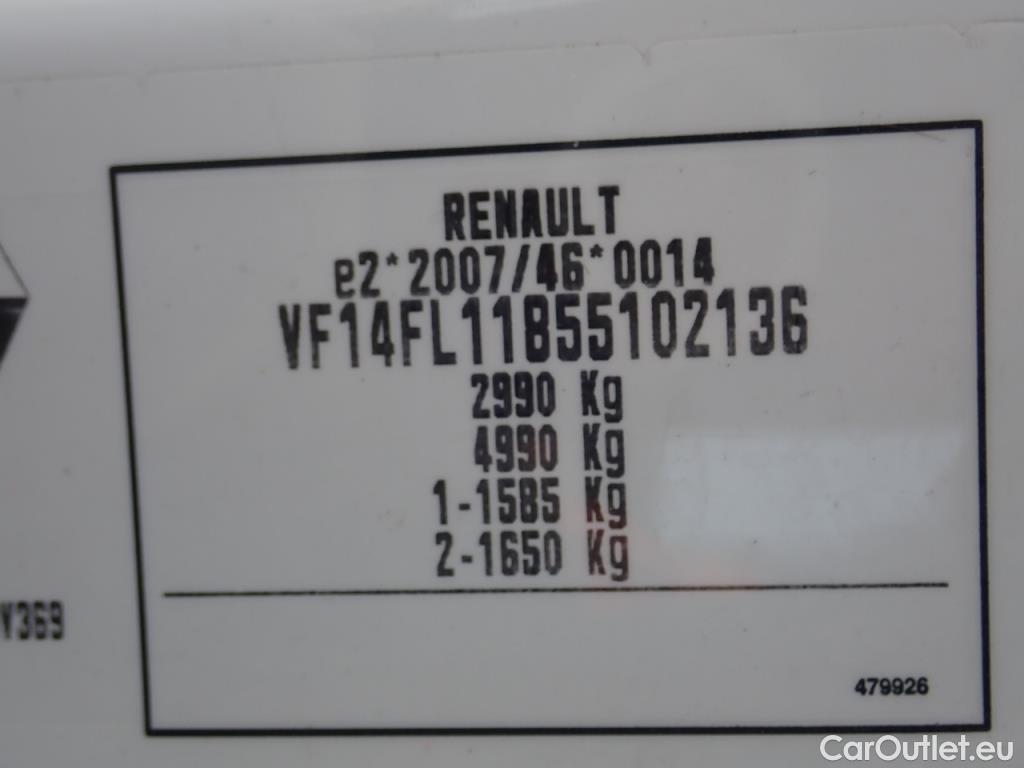 RENAULT
e2*2007/46*0014
VF14FL11855102136
2990 Kg
4990 Kg
1-1585 Kg
2-1650 Kg
Y369
479926
CarOutlet.eu